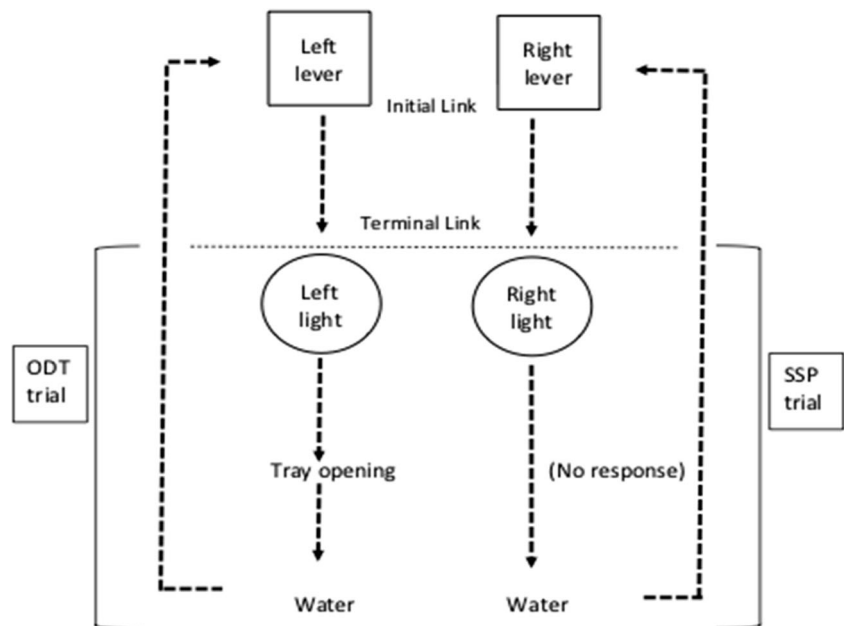 Left
lever
Right
lever
Initial Link
Terminal Link
Left
light
Right
light
ODT
trial
SSP
trial
Tray opening
(No response)
Water
Water